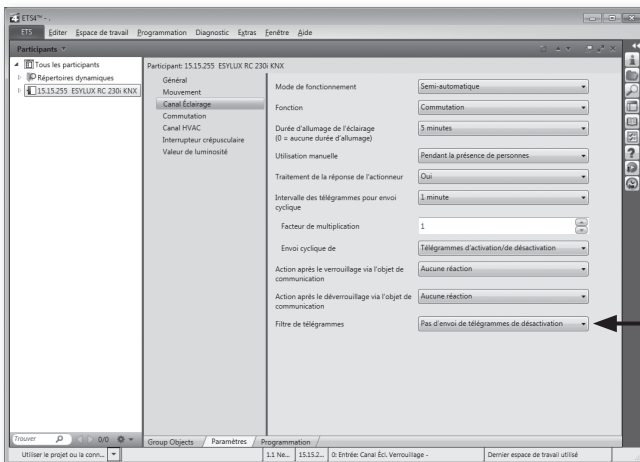 ETS4™ - .
ETS Editer Espace de travail Programmation Diagnostic Extras Fenêtre Aide
Participants
Tous les participants
Répertoires dynamiques
15.15.255 ESYLUX RC 230i KNX
Participant: 15.15.255 ESYLUX RC 230i KNX
Général
Mouvement
Canal Éclairage
Commutation
Canal HVAC
Interrupteur crépusculaire
Valeur de luminosité
Mode de fonctionnement Semi-automatique
Fonction Commutation
Durée d'allumage de l'éclairage
(0 = aucune durée d'allumage) 5 minutes
Utilisation manuelle Pendant la présence de personnes
Traitement de la réponse de l'actionneur Oui
Intervalle des télégrammes pour envoi
cyclique 1 minute
Facteur de multiplication 1
Envoi cyclique de Télégrammes d'activation/de désactivation
Action après le verrouillage via l'objet de
communication Aucune réaction
Action après le déverrouillage via l'objet de
communication Aucune réaction
Filtre de télégrammes Pas d'envoi de télégrammes de désactivation
Trouver 0/0
Group Objects Paramètres Programmation
Utiliser le projet ou la conn... 1.1 Ne... 15.15.2... 0: Entrée: Canal Écl. Verrouillage - Dernier espace de travail utilisé